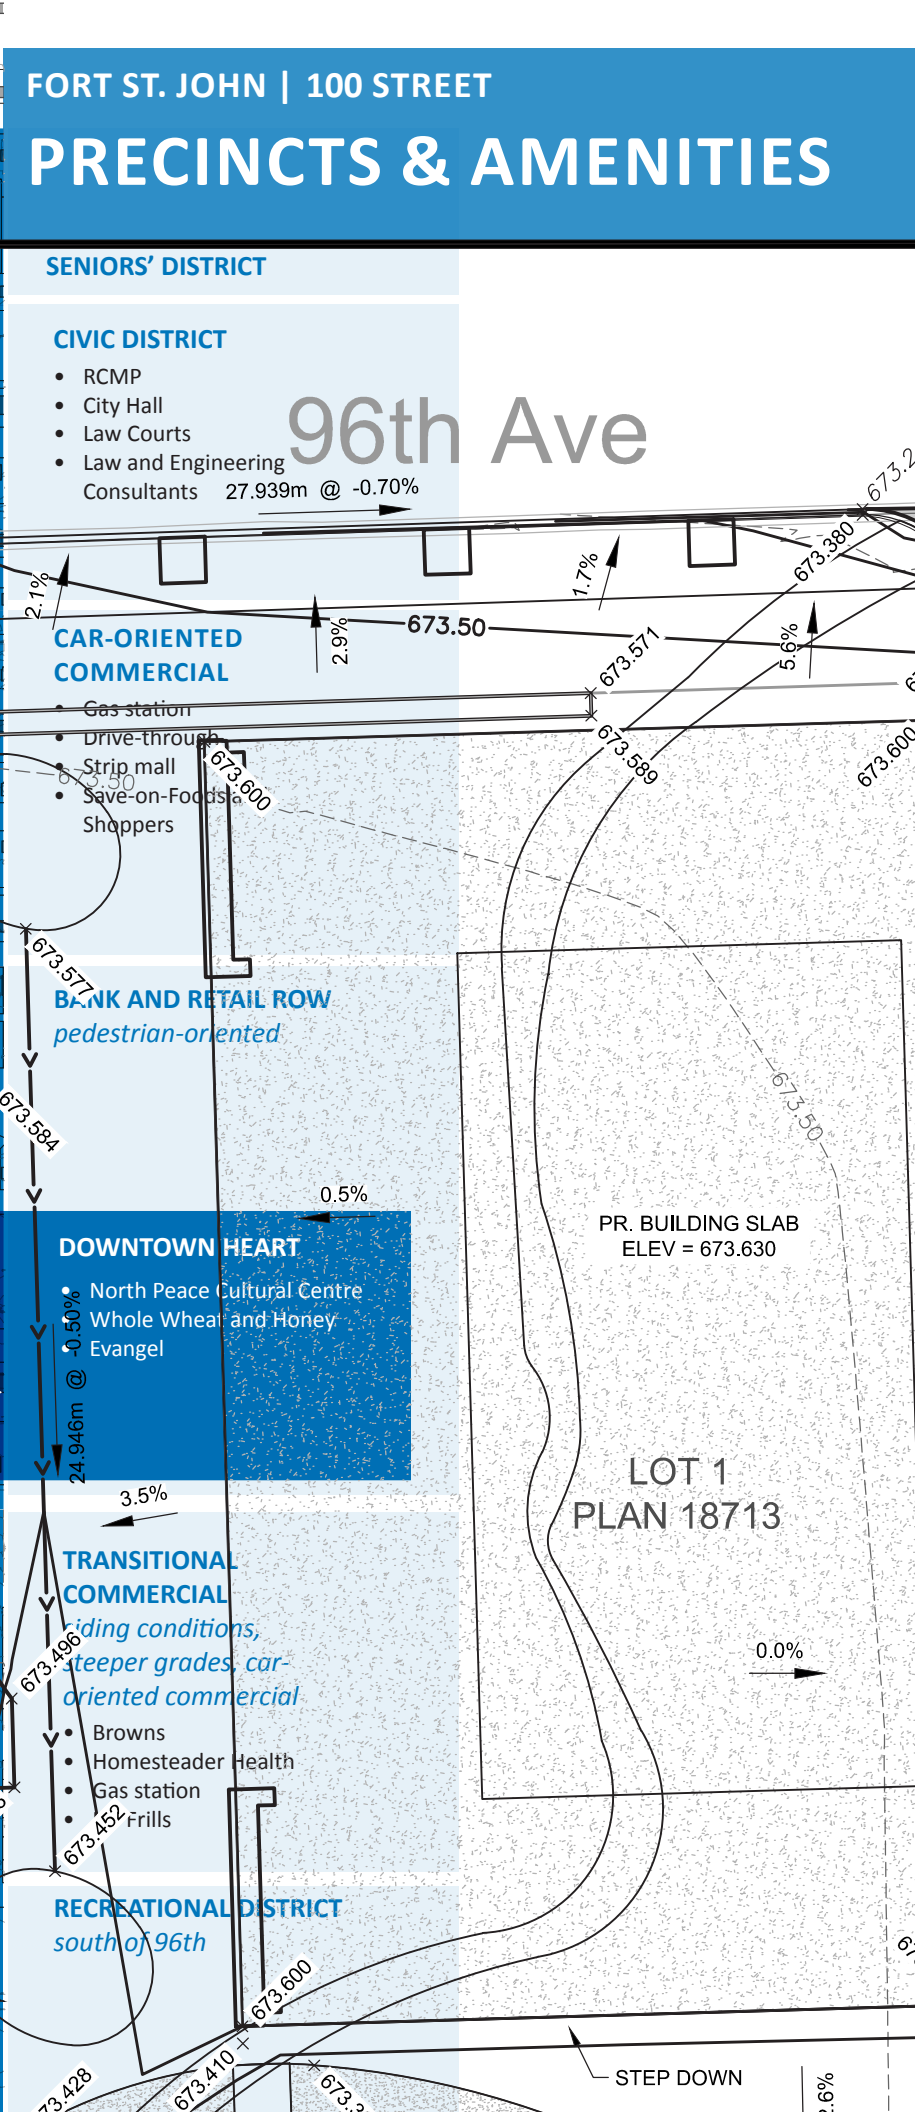 FORT ST. JOHN | 100 STREET
PRECINCTS & AMENITIES
SENIORS' DISTRICT
CIVIC DISTRICT
• RCMP
• City Hall
• Law Courts
• Law and Engineering
Consultants
96th Ave
27.939m @ -0.70%
673.380
2.1%
2.9%
1.7%
5.6%
673.50
673.571
673.589
673.600
CAR-ORIENTED
COMMERCIAL
• Gas station
• Drive-through
• Strip mall
• Save-on-Foods
Shoppers
673.50
673.600
673.577
BANK AND RETAIL ROW
pedestrian-oriented
673.584
673.50
0.5%
PR. BUILDING SLAB
ELEV = 673.630
DOWNTOWN HEART
• North Peace Cultural Centre
• Whole Wheat and Honey
• Evangel
24.946m @ -0.50%
LOT 1
PLAN 18713
3.5%
TRANSITIONAL
COMMERCIAL
steeper grades, car-
oriented commercial
673.496
0.0%
• Browns
• Homesteader Health
• Gas station
• Frills
673.452
RECREATIONAL DISTRICT
south of 96th
673.600
673.410
STEP DOWN